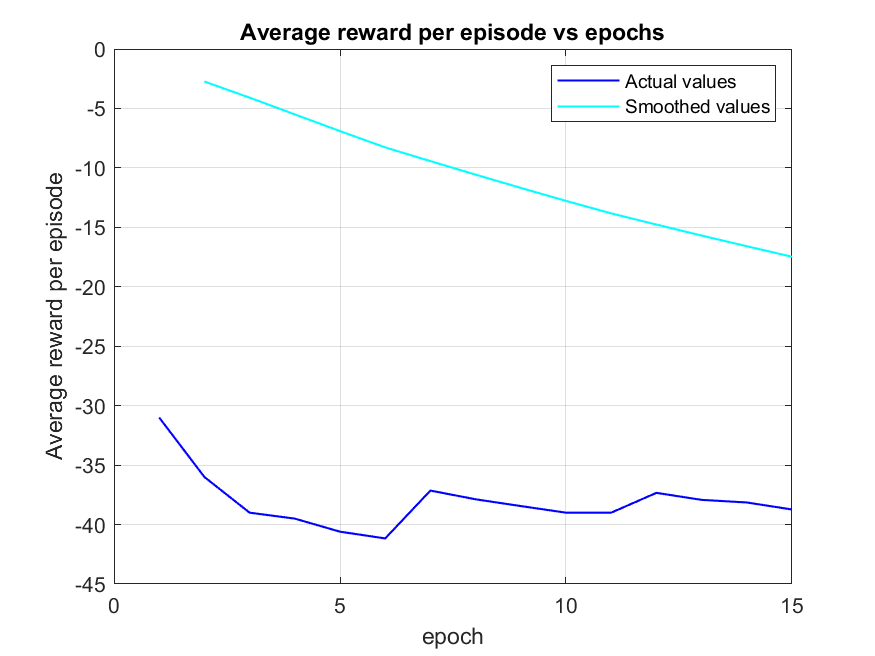 Average reward per episode vs epochs
0
-5
-10
-15
-20
-25
-30
-35
-40
-45
Average reward per episode
Actual values
Smoothed values
0 5 10 15
epoch